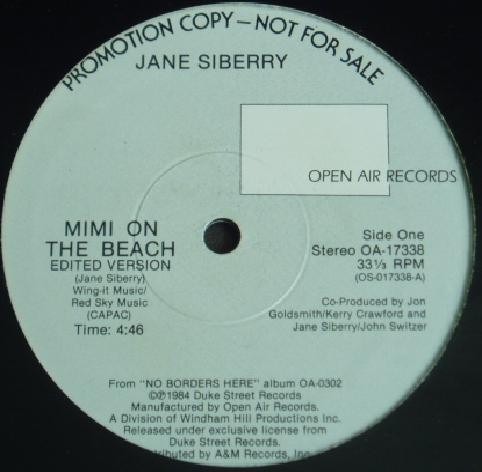 PROMOTION COPY — NOT FOR SALE
JANE SIBERRY
OPEN AIR RECORDS
MIMI ON
THE BEACH
EDITED VERSION
(Jane Siberry)
Wing-it Music/
Red Sky Music
(CAPAC)
Time: 4:46
Side One
Stereo OA-17338
33⅓ RPM
(OS-017338-A)
Co-Produced by Jon
Goldsmith/Kerry Crawford and
Jane Siberry/John Switzer
From "NO BORDERS HERE" album OA-0302
©℗1984 Duke Street Records
Manufactured by Open Air Records.
A Division of Windham Hill Productions Inc.
Released under exclusive license from
Duke Street Records.
by A&M Records, Inc.